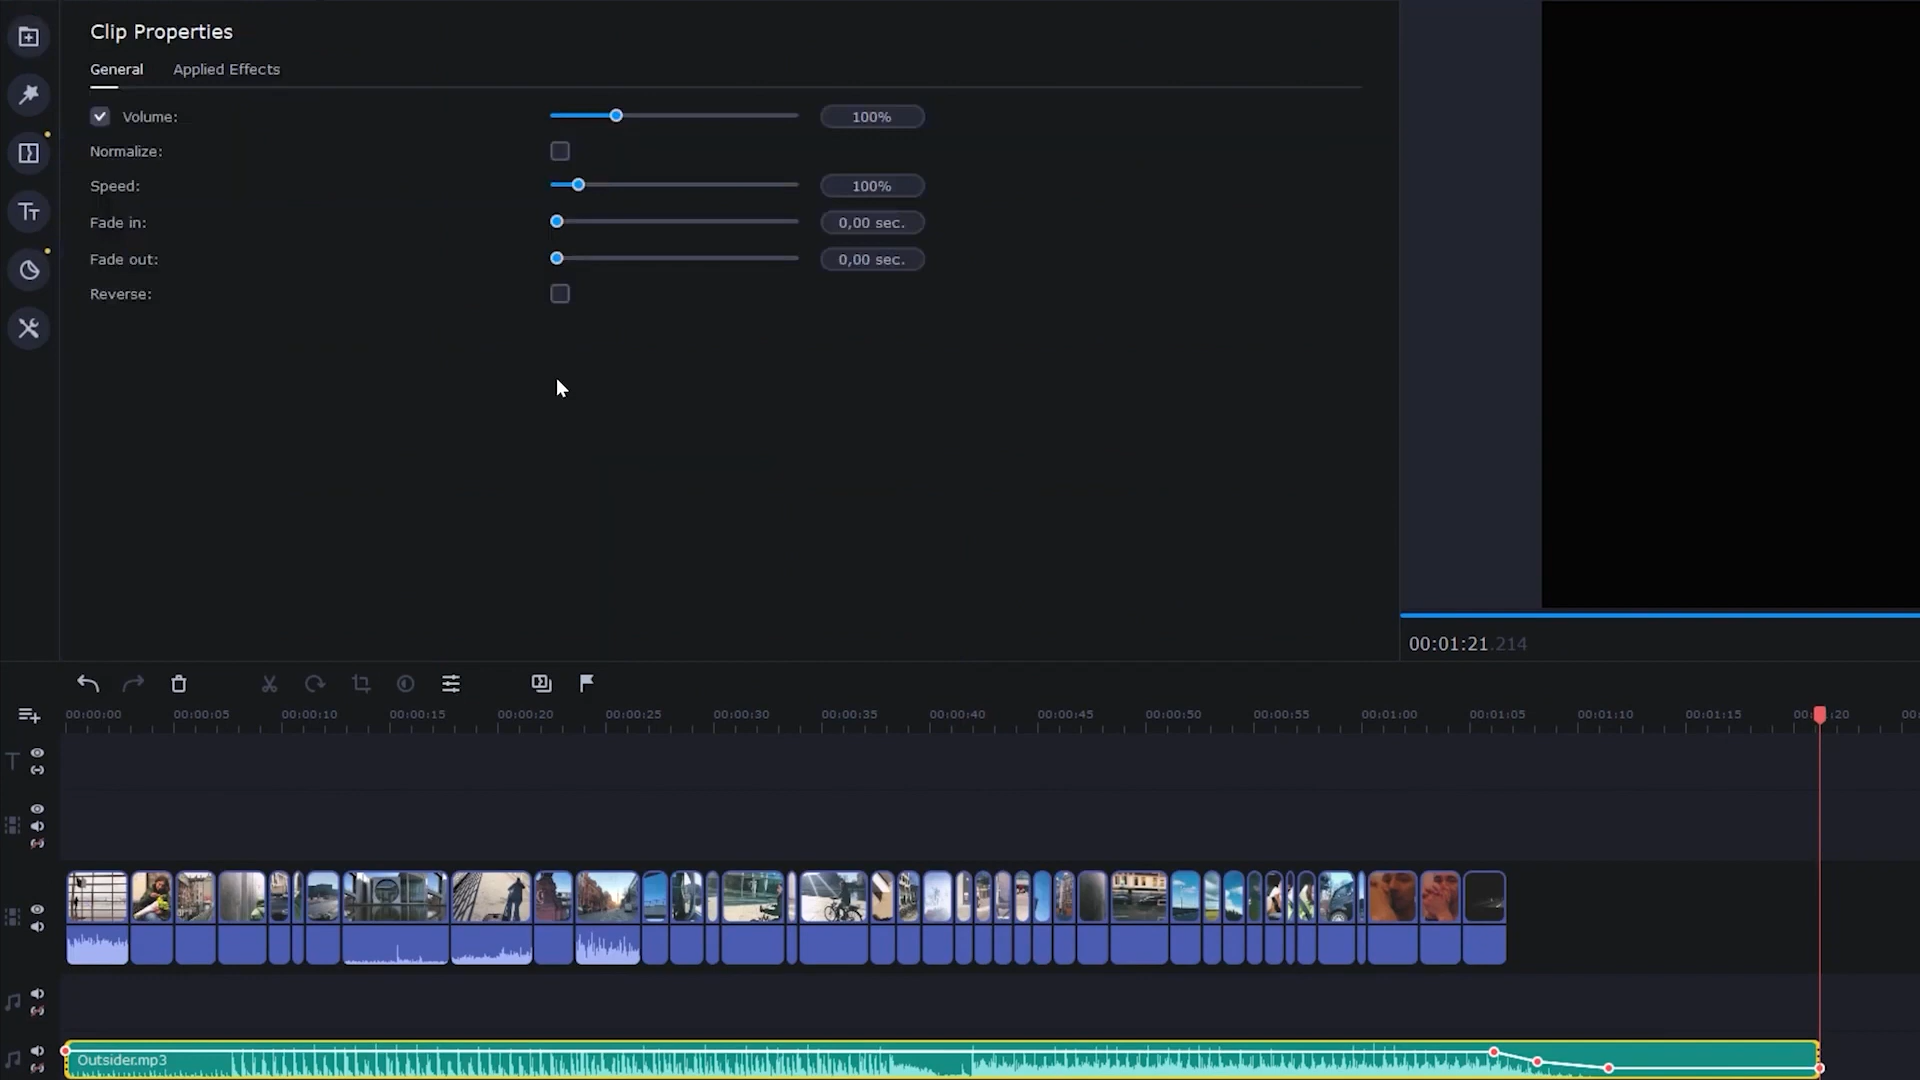 Clip Properties
General Applied Effects
Volume: 100%
Normalize:
Speed: 100%
Fade in: 0,00 sec.
Fade out: 0,00 sec.
Reverse:
00:01:21.214
00:00:00 00:00:05 00:00:10 00:00:15 00:00:20 00:00:25 00:00:30 00:00:35 00:00:40 00:00:45 00:00:50 00:00:55 00:01:00 00:01:05 00:01:10 00:01:15
Outsider.mp3